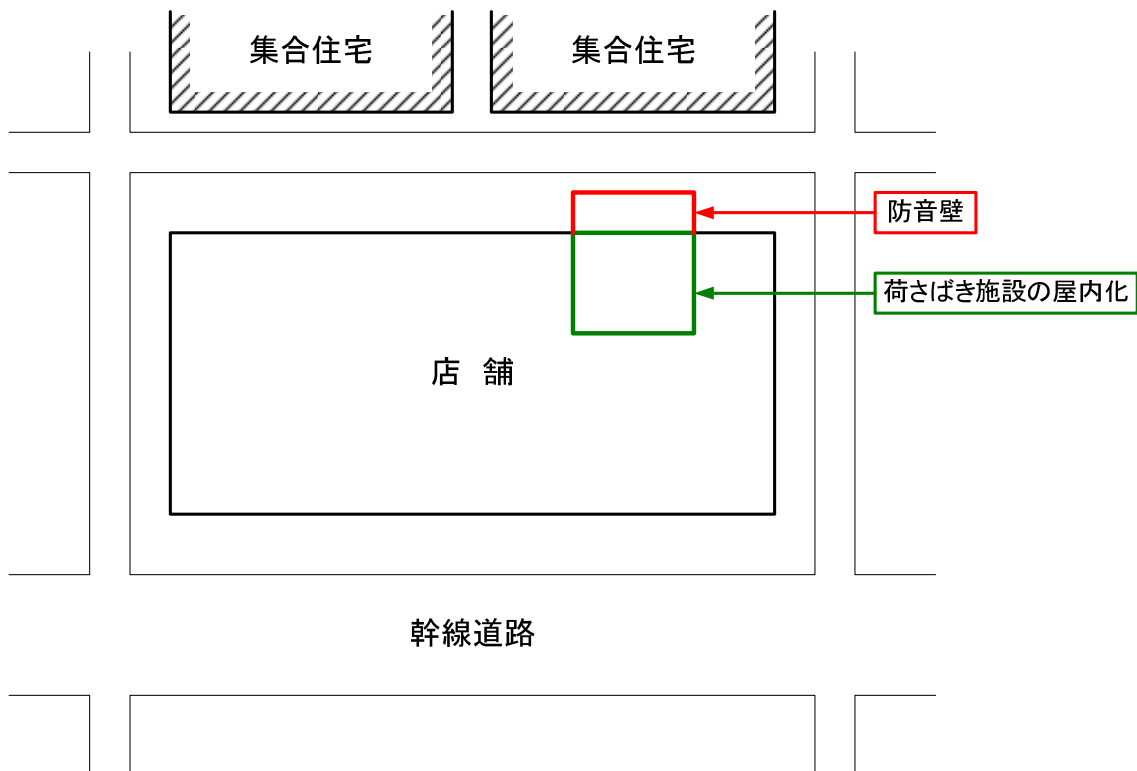 集合住宅
集合住宅
防音壁
荷さばき施設の屋内化
店 舗
幹線道路